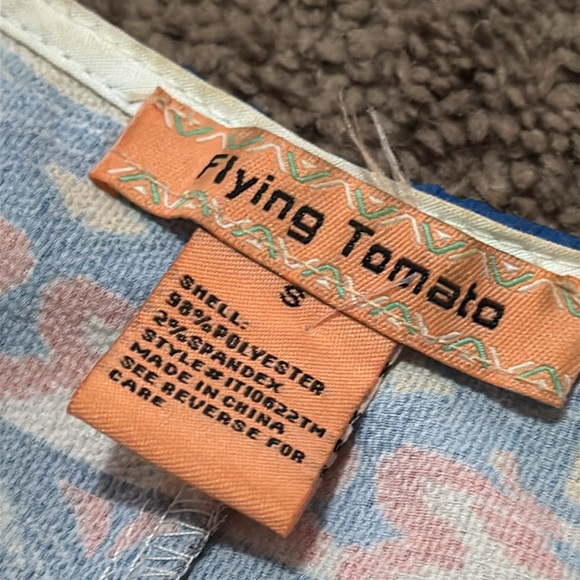 Flying Tomato
S
SHELL:
98%POLYESTER
2%SPANDEX
STYLE#IT10622TM
MADE IN CHINA
SEE REVERSE FOR
CARE